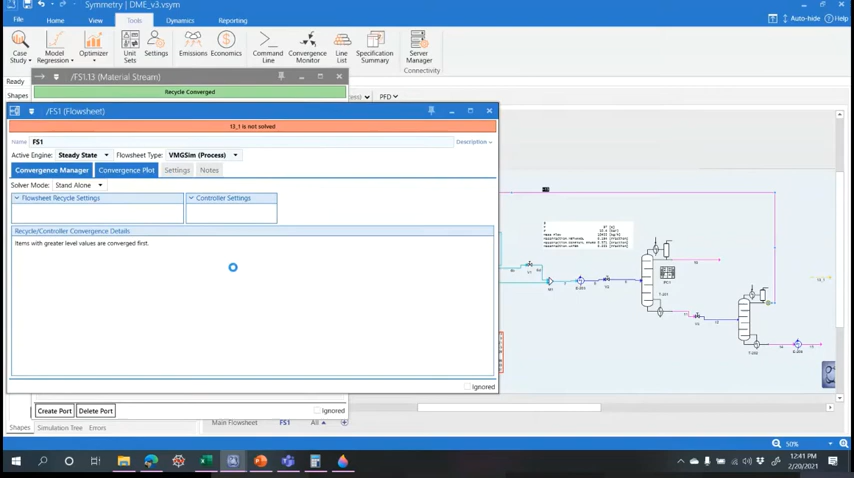 Symmetry | DME_v3.vsym
File Home View Tools Dynamics Reporting
Auto-hide Help
Case Study Model Regression Optimizer Unit Sets Settings Emissions Economics Command Line Convergence Monitor Line List Specification Summary Server Manager
Connectivity
Ready
/FS1.13 (Material Stream)
Shapes
Recycle Converged
PFD
/FS1 (Flowsheet)
13_1 is not solved
Name FS1 Description
Active Engine: Steady State Flowsheet Type: VMGSim (Process)
Convergence Manager Convergence Plot Settings Notes
Solver Mode: Stand Alone
Flowsheet Recycle Settings Controller Settings
Recycle/Controller Convergence Details
Items with greater level values are converged first.
Ignored
Create Port Delete Port Ignored
Shapes Simulation Tree Errors
Main Flowsheet FS1 All
T-201
T-202
50%
12:41 PM
2/20/2021